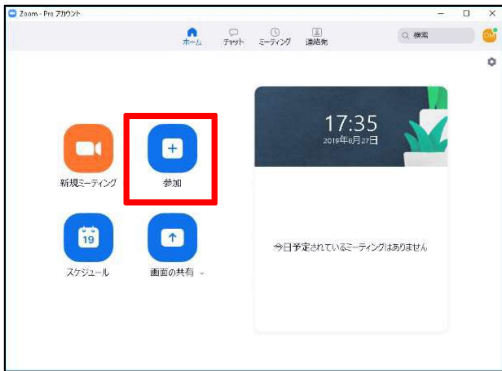 Zoom - Pro アカウント
ホーム
チャット
ミーティング
連絡先
検索
新規ミーティング
参加
17:35
2019年6月27日
19
スケジュール
画面の共有
今日予定されているミーティングはありません